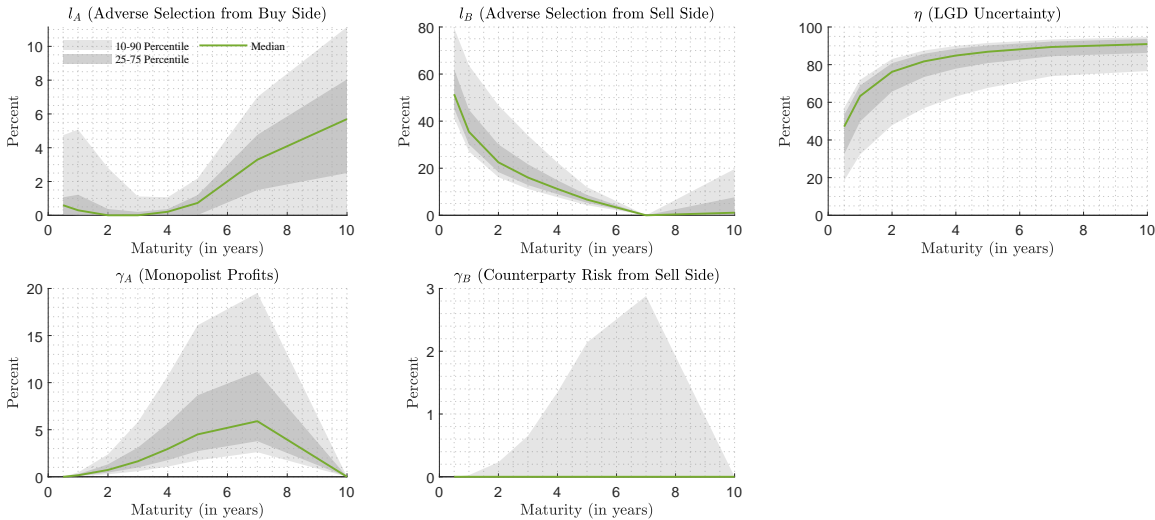 l_A (Adverse Selection from Buy Side)
10-90 Percentile
Median
25-75 Percentile
10
8
6
4
2
0
Percent
0 2 4 6 8 10
Maturity (in years)
l_B (Adverse Selection from Sell Side)
80
60
40
20
0
Percent
0 2 4 6 8 10
Maturity (in years)
η (LGD Uncertainty)
100
80
60
40
20
0
Percent
0 2 4 6 8 10
Maturity (in years)
γ_A (Monopolist Profits)
20
15
10
5
0
Percent
0 2 4 6 8 10
Maturity (in years)
γ_B (Counterparty Risk from Sell Side)
3
2
1
0
Percent
0 2 4 6 8 10
Maturity (in years)